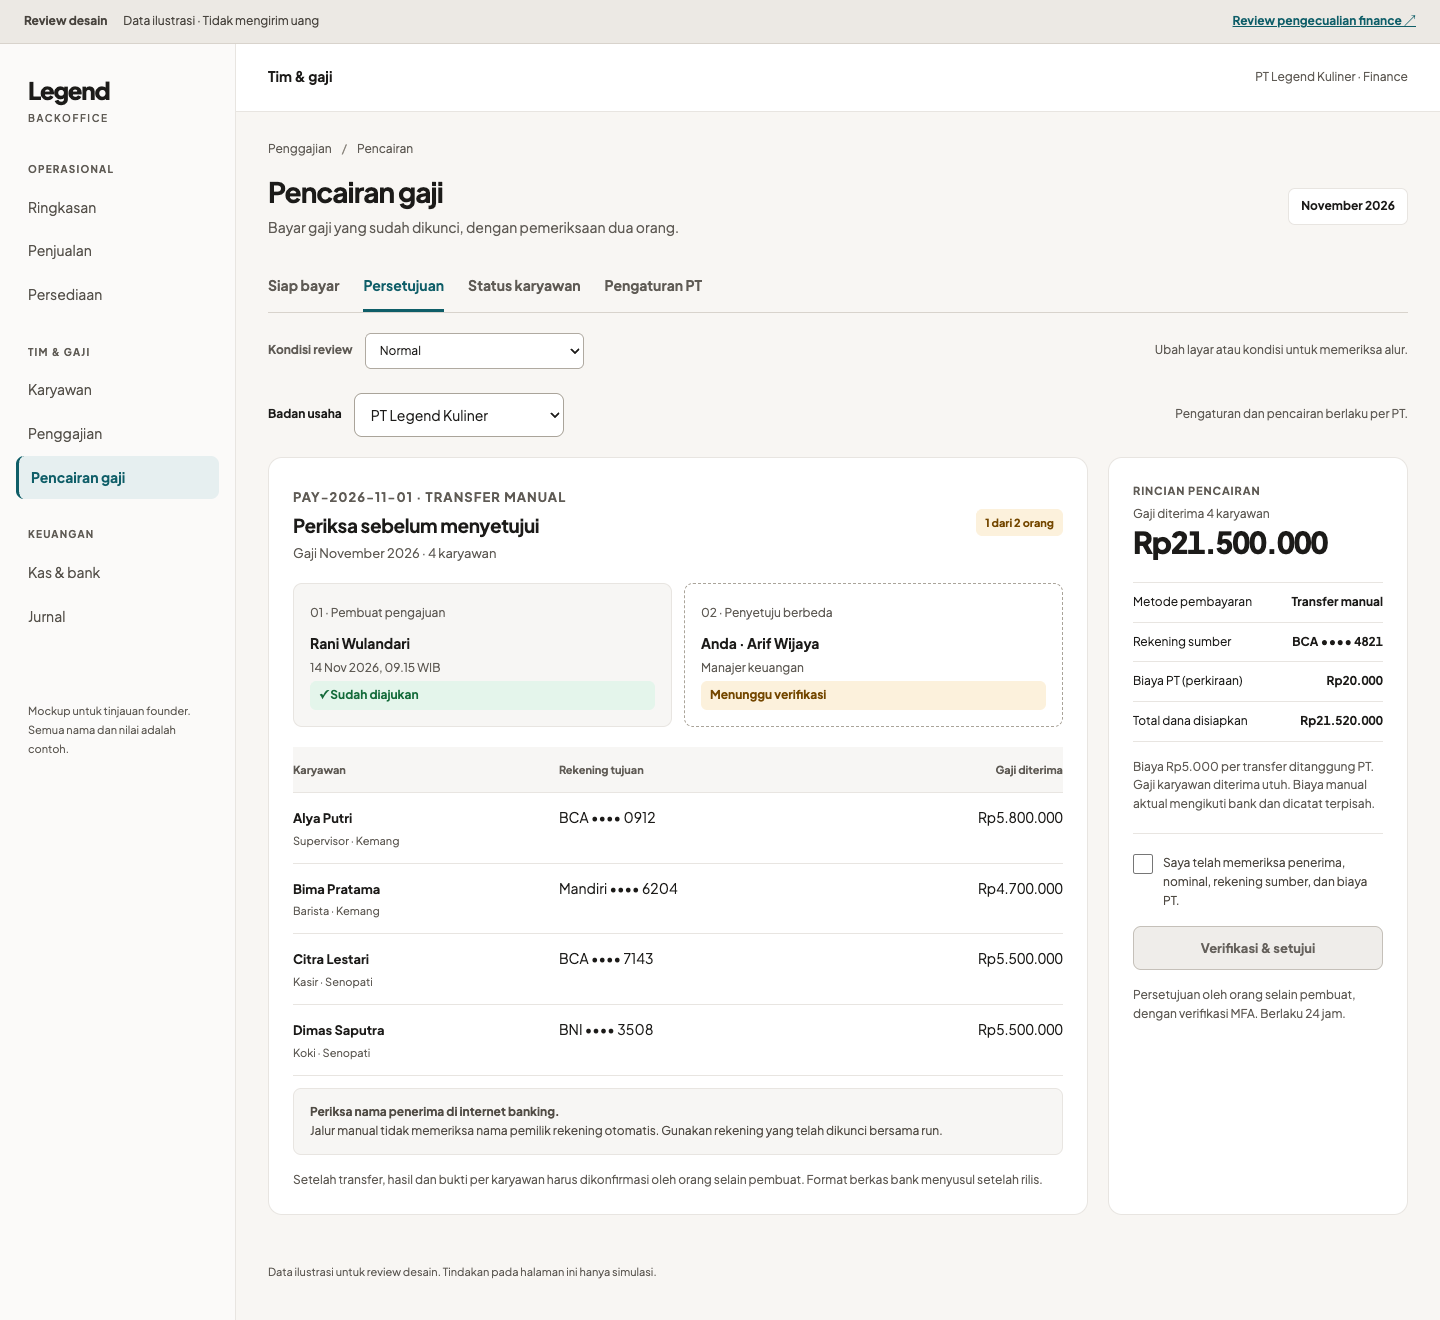 Review desain
Data ilustrasi · Tidak mengirim uang
Review pengecualian finance ↗
Legend
BACKOFFICE
OPERASIONAL
Ringkasan
Penjualan
Persediaan
TIM & GAJI
Karyawan
Penggajian
Pencairan gaji
KEUANGAN
Kas & bank
Jurnal
Mockup untuk tinjauan founder.
Semua nama dan nilai adalah
contoh.
Tim & gaji
PT Legend Kuliner · Finance
Penggajian / Pencairan
Pencairan gaji
Bayar gaji yang sudah dikunci, dengan pemeriksaan dua orang.
November 2026
Siap bayar
Persetujuan
Status karyawan
Pengaturan PT
Kondisi review
Normal
Ubah layar atau kondisi untuk memeriksa alur.
Badan usaha
PT Legend Kuliner
Pengaturan dan pencairan berlaku per PT.
PAY-2026-11-01 · TRANSFER MANUAL
Periksa sebelum menyetujui
Gaji November 2026 · 4 karyawan
1 dari 2 orang
01 · Pembuat pengajuan
Rani Wulandari
14 Nov 2026, 09.15 WIB
✓ Sudah diajukan
02 · Penyetuju berbeda
Anda · Arif Wijaya
Manajer keuangan
Menunggu verifikasi
Karyawan
Rekening tujuan
Gaji diterima
Alya Putri
Supervisor · Kemang
BCA •••• 0912
Rp5.800.000
Bima Pratama
Barista · Kemang
Mandiri •••• 6204
Rp4.700.000
Citra Lestari
Kasir · Senopati
BCA •••• 7143
Rp5.500.000
Dimas Saputra
Koki · Senopati
BNI •••• 3508
Rp5.500.000
Periksa nama penerima di internet banking.
Jalur manual tidak memeriksa nama pemilik rekening otomatis. Gunakan rekening yang telah dikunci bersama run.
Setelah transfer, hasil dan bukti per karyawan harus dikonfirmasi oleh orang selain pembuat. Format berkas bank menyusul setelah rilis.
RINCIAN PENCAIRAN
Gaji diterima 4 karyawan
Rp21.500.000
Metode pembayaran
Transfer manual
Rekening sumber
BCA •••• 4821
Biaya PT (perkiraan)
Rp20.000
Total dana disiapkan
Rp21.520.000
Biaya Rp5.000 per transfer ditanggung PT.
Gaji karyawan diterima utuh. Biaya manual
aktual mengikuti bank dan dicatat terpisah.
Saya telah memeriksa penerima,
nominal, rekening sumber, dan biaya
PT.
Verifikasi & setujui
Persetujuan oleh orang selain pembuat,
dengan verifikasi MFA. Berlaku 24 jam.
Data ilustrasi untuk review desain. Tindakan pada halaman ini hanya simulasi.